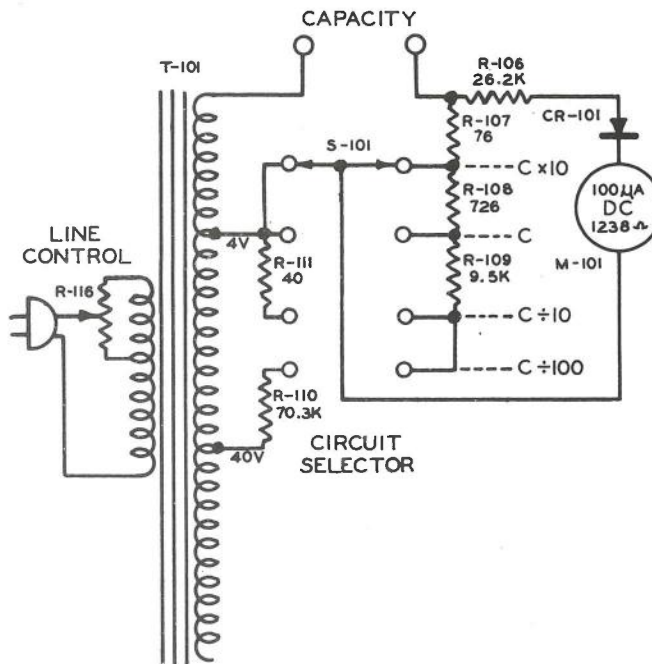 CAPACITY
T-101
R-106
26.2K
R-107
76
CR-101
S-101
C x10
R-108
726
100μA
DC
1238Ω
LINE
CONTROL
4V
C
R-116
R-111
40
R-109
9.5K
M-101
C÷10
C÷100
R-110
70.3K
40V
CIRCUIT
SELECTOR